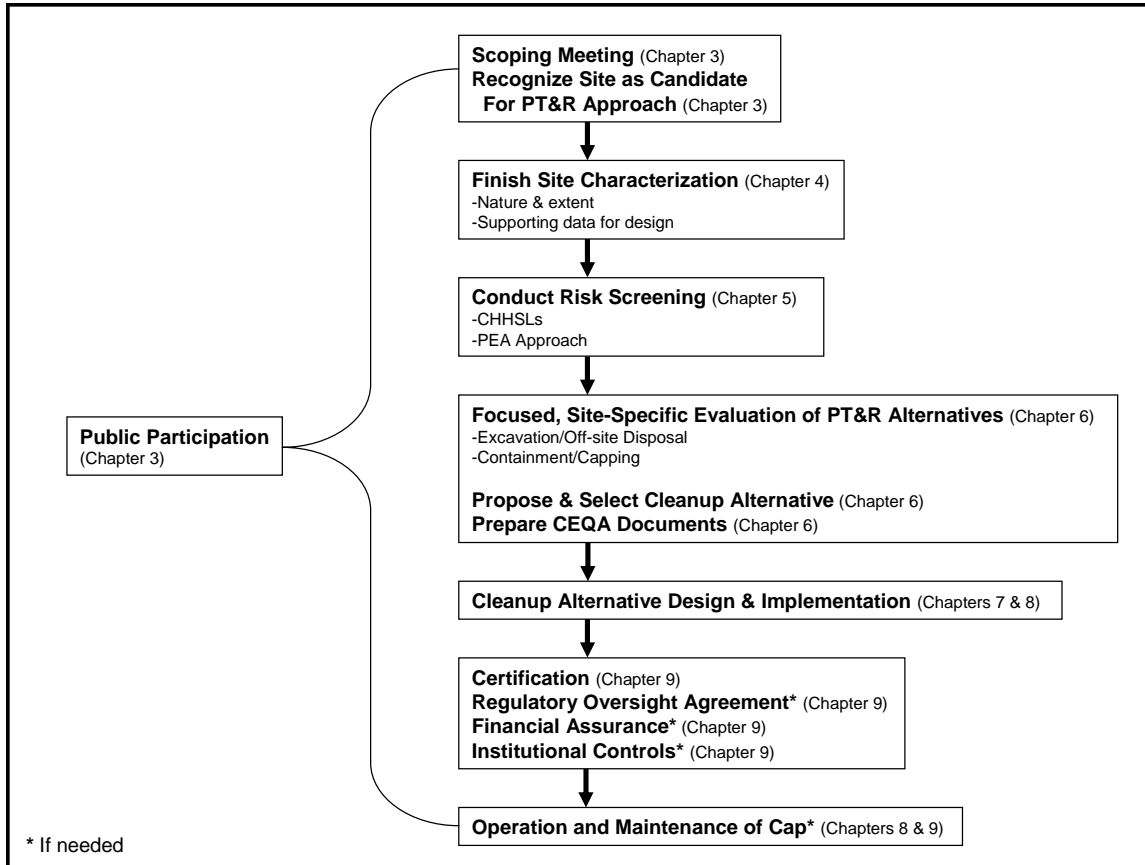 Scoping Meeting (Chapter 3)
Recognize Site as Candidate
For PT&R Approach (Chapter 3)
Finish Site Characterization (Chapter 4)
-Nature & extent
-Supporting data for design
Conduct Risk Screening (Chapter 5)
-CHHSLs
-PEA Approach
Focused, Site-Specific Evaluation of PT&R Alternatives (Chapter 6)
-Excavation/Off-site Disposal
-Containment/Capping
Propose & Select Cleanup Alternative (Chapter 6)
Prepare CEQA Documents (Chapter 6)
Public Participation
(Chapter 3)
Cleanup Alternative Design & Implementation (Chapters 7 & 8)
Certification (Chapter 9)
Regulatory Oversight Agreement* (Chapter 9)
Financial Assurance* (Chapter 9)
Institutional Controls* (Chapter 9)
Operation and Maintenance of Cap* (Chapters 8 & 9)
* If needed